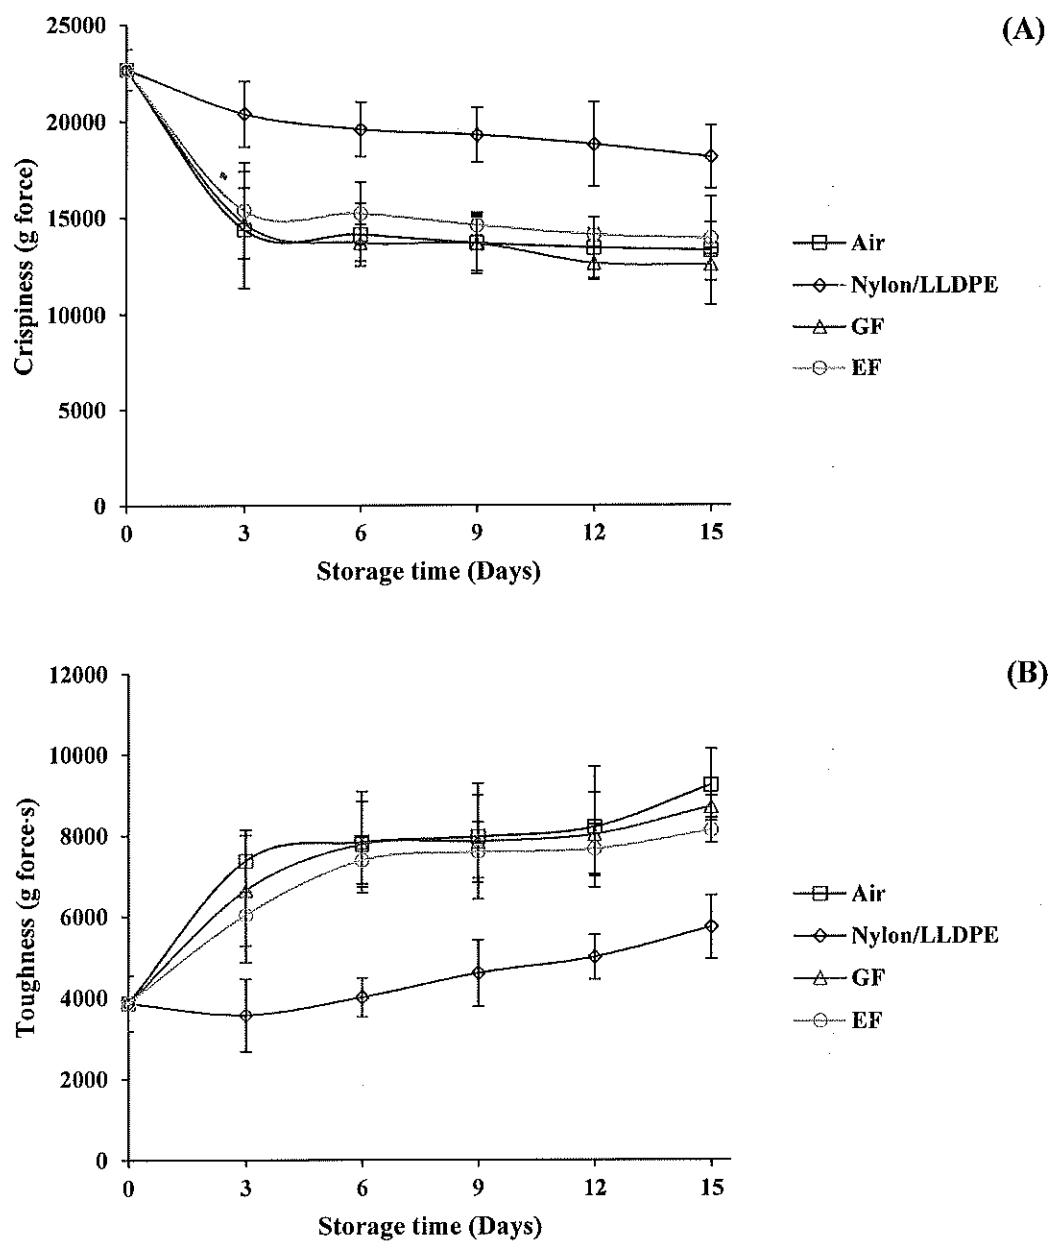 (A)
25000
20000
15000
10000
5000
0
Crispiness (g force)
0 3 6 9 12 15
Storage time (Days)
Air
Nylon/LLDPE
GF
EF
(B)
12000
10000
8000
6000
4000
2000
0
Toughness (g force·s)
0 3 6 9 12 15
Storage time (Days)
Air
Nylon/LLDPE
GF
EF